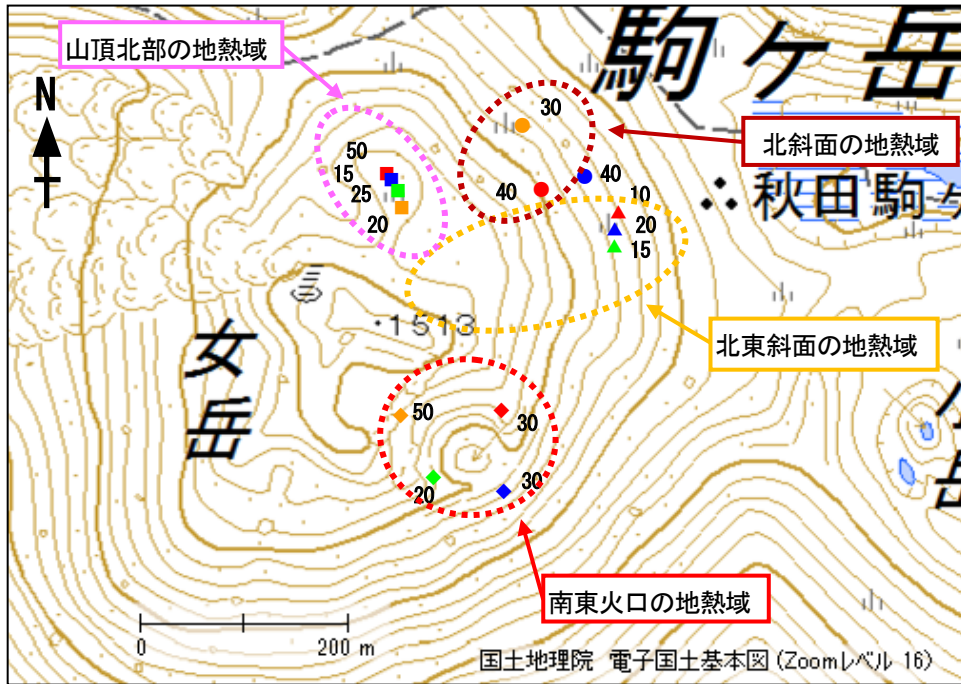 駒ヶ岳
山頂北部の地熱域
N
30
北斜面の地熱域
50
15
25
20
40
40
10
20
15
秋田駒ヶ
1513
北東斜面の地熱域
女岳
50
30
20
30
小岳
南東火口の地熱域
0
200 m
国土地理院 電子国土基本図 (Zoomレベル 16)